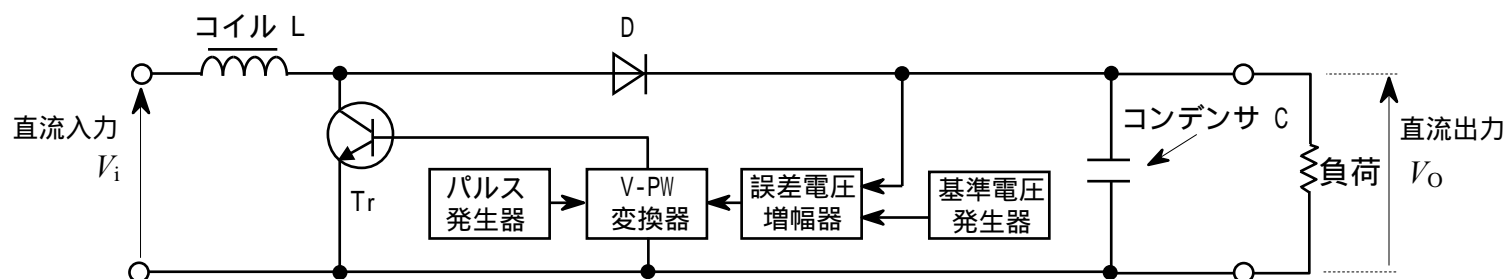 コイル L
D
直流入力
Vi
Tr
パルス
発生器
V-PW
変換器
誤差電圧
増幅器
基準電圧
発生器
コンデンサ C
負荷
直流出力
VO